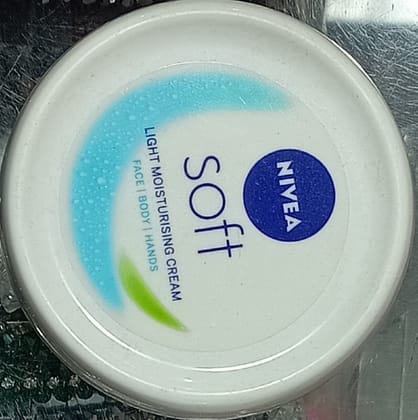 NIVEA
soft
LIGHT MOISTURISING CREAM
FACE | BODY | HANDS